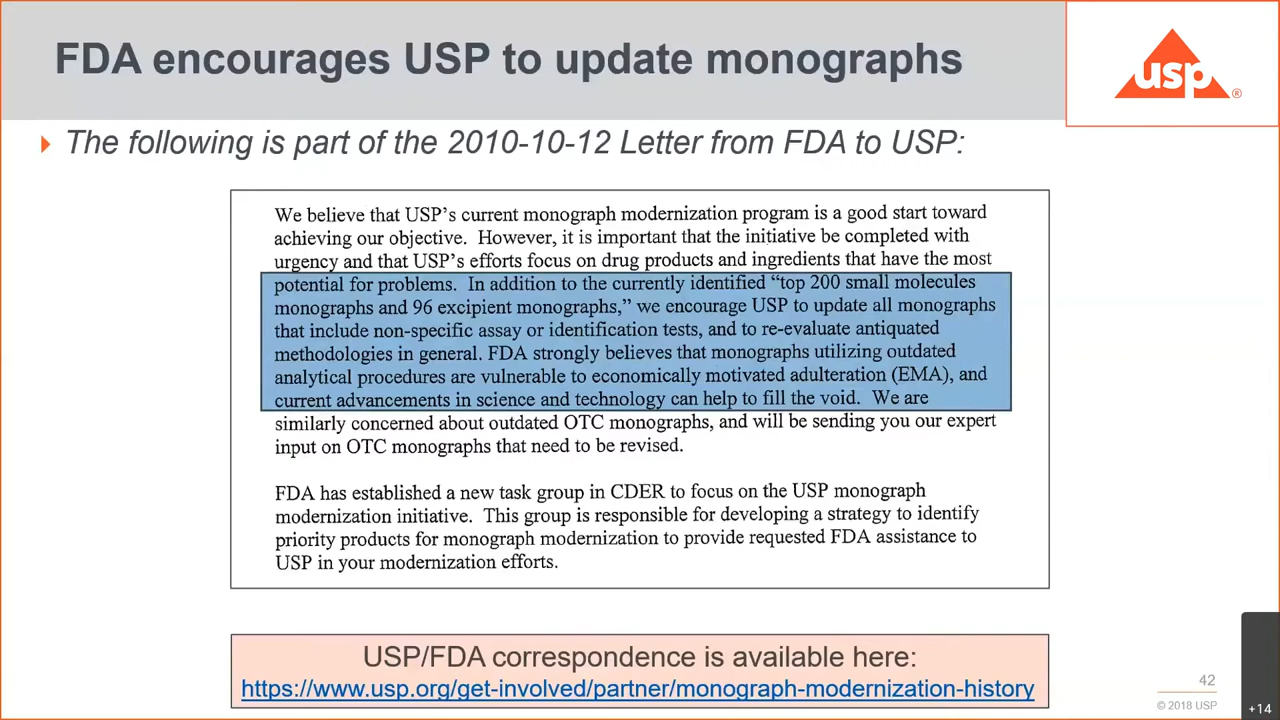 FDA encourages USP to update monographs
usp®
The following is part of the 2010-10-12 Letter from FDA to USP:
We believe that USP's current monograph modernization program is a good start toward
achieving our objective. However, it is important that the initiative be completed with
urgency and that USP's efforts focus on drug products and ingredients that have the most
potential for problems. In addition to the currently identified “top 200 small molecules
monographs and 96 excipient monographs,” we encourage USP to update all monographs
that include non-specific assay or identification tests, and to re-evaluate antiquated
methodologies in general. FDA strongly believes that monographs utilizing outdated
analytical procedures are vulnerable to economically motivated adulteration (EMA), and
current advancements in science and technology can help to fill the void. We are
similarly concerned about outdated OTC monographs, and will be sending you our expert
input on OTC monographs that need to be revised.
FDA has established a new task group in CDER to focus on the USP monograph
modernization initiative. This group is responsible for developing a strategy to identify
priority products for monograph modernization to provide requested FDA assistance to
USP in your modernization efforts.
USP/FDA correspondence is available here:
https://www.usp.org/get-involved/partner/monograph-modernization-history
42
© 2018 USP
+14